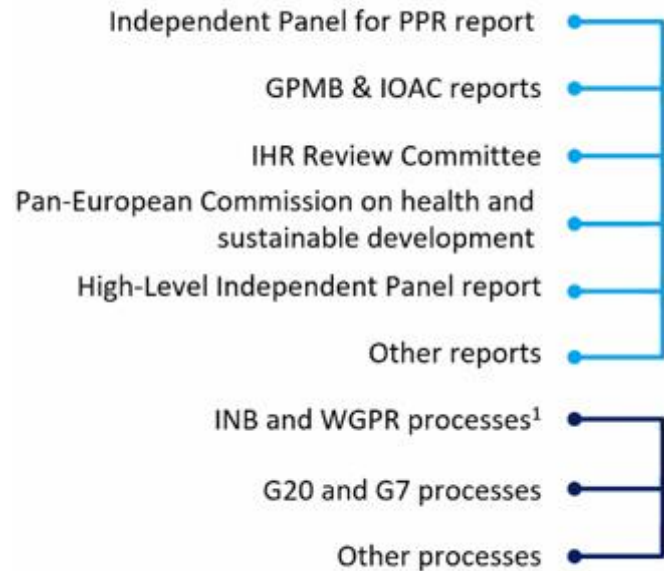 Independent Panel for PPR report
GPMB & IOAC reports
IHR Review Committee
Pan-European Commission on health and
sustainable development
High-Level Independent Panel report
Other reports
INB and WGPR processes¹
G20 and G7 processes
Other processes